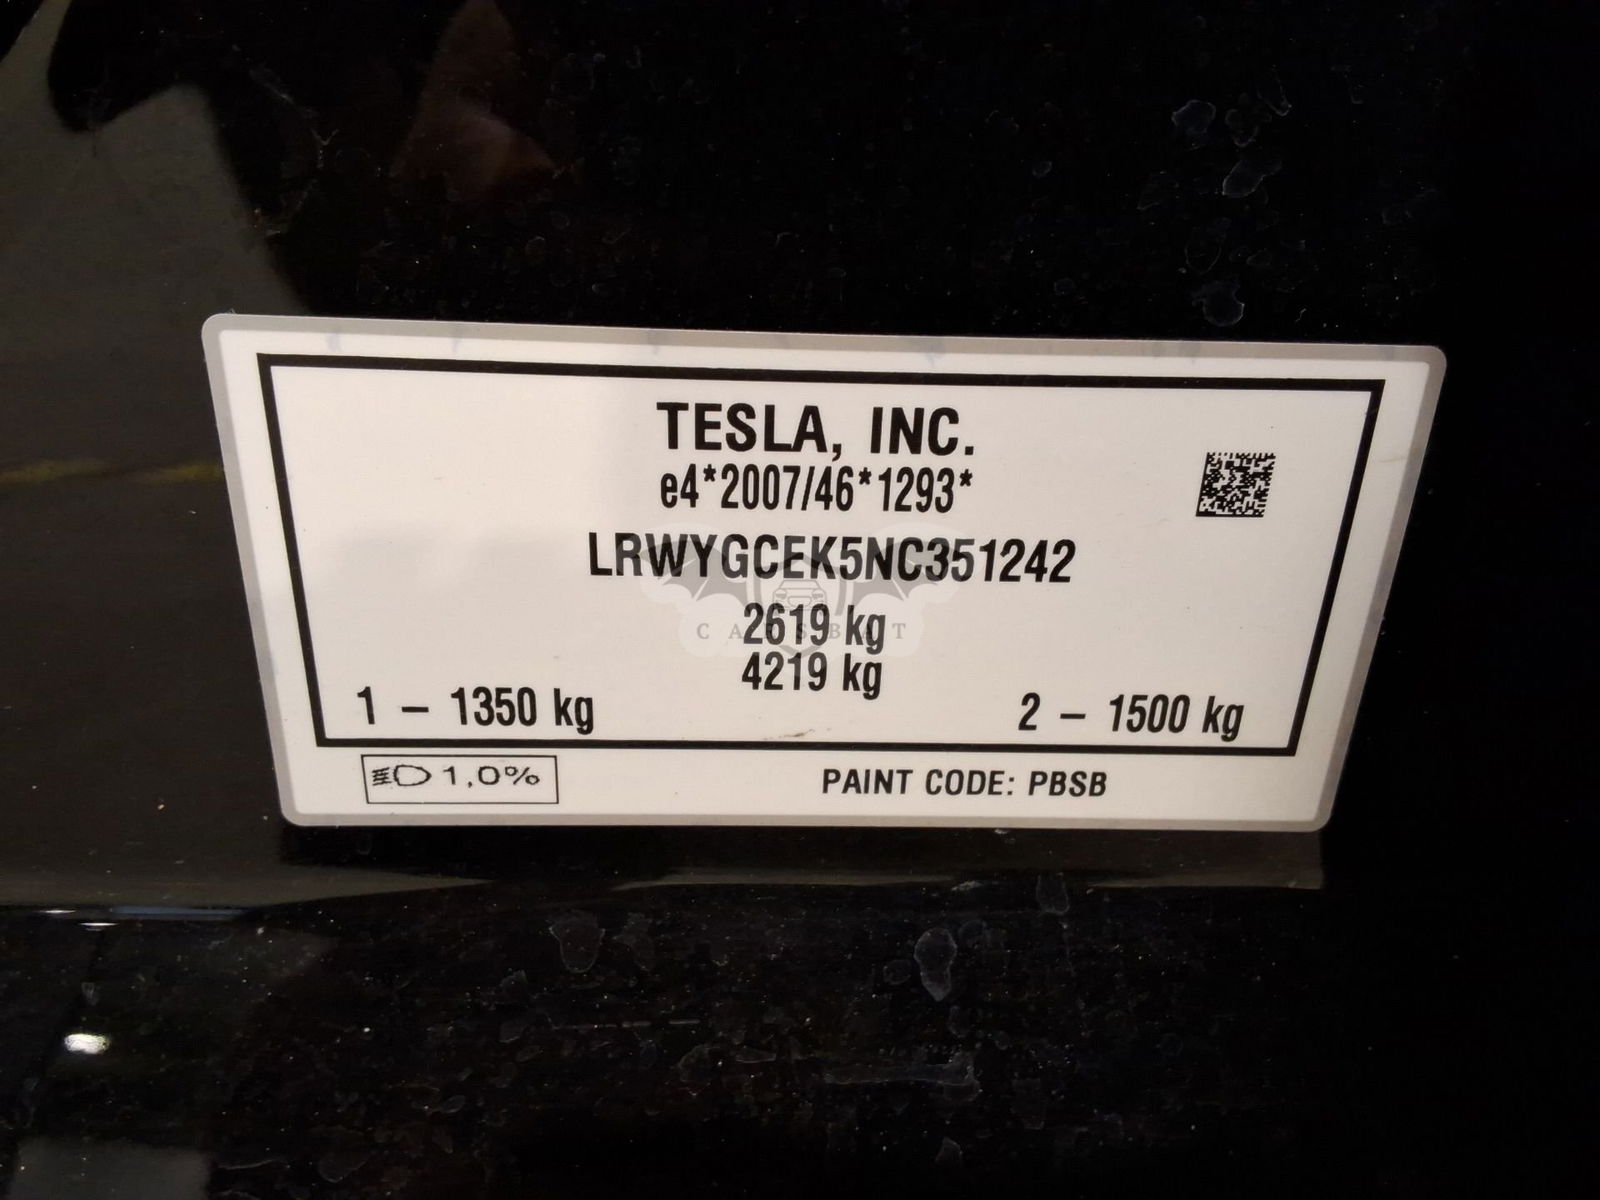 TESLA, INC.
e4*2007/46*1293*
LRWYGCEK5NC351242
2619 kg
CARSBAT
4219 kg
1 – 1350 kg
2 – 1500 kg
1,0%
PAINT CODE: PBSB